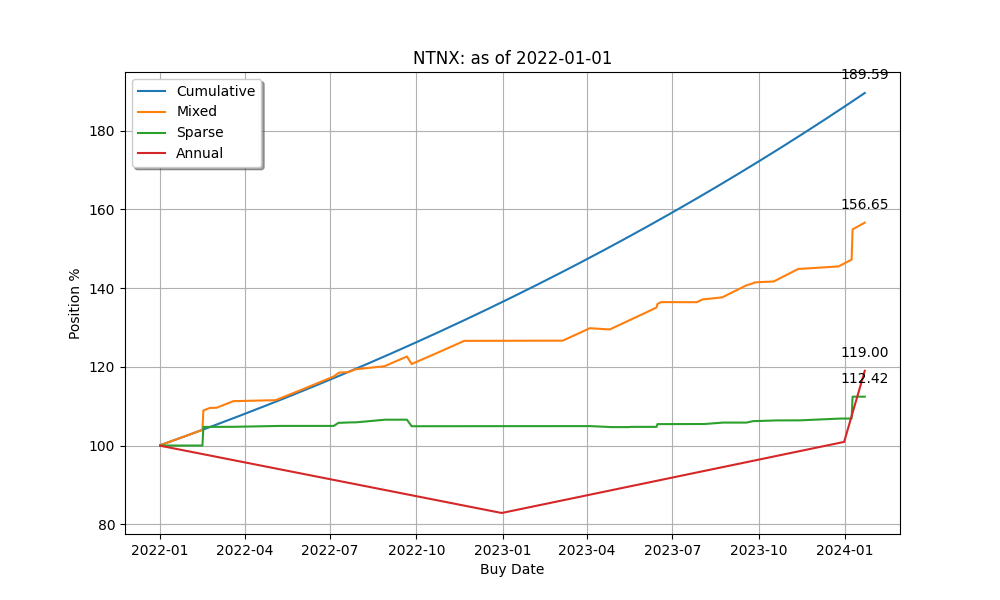 NTNX: as of 2022-01-01
Cumulative
Mixed
Sparse
Annual
189.59
156.65
119.00
112.42
180
160
140
120
100
80
Position %
2022-01 2022-04 2022-07 2022-10 2023-01 2023-04 2023-07 2023-10 2024-01
Buy Date